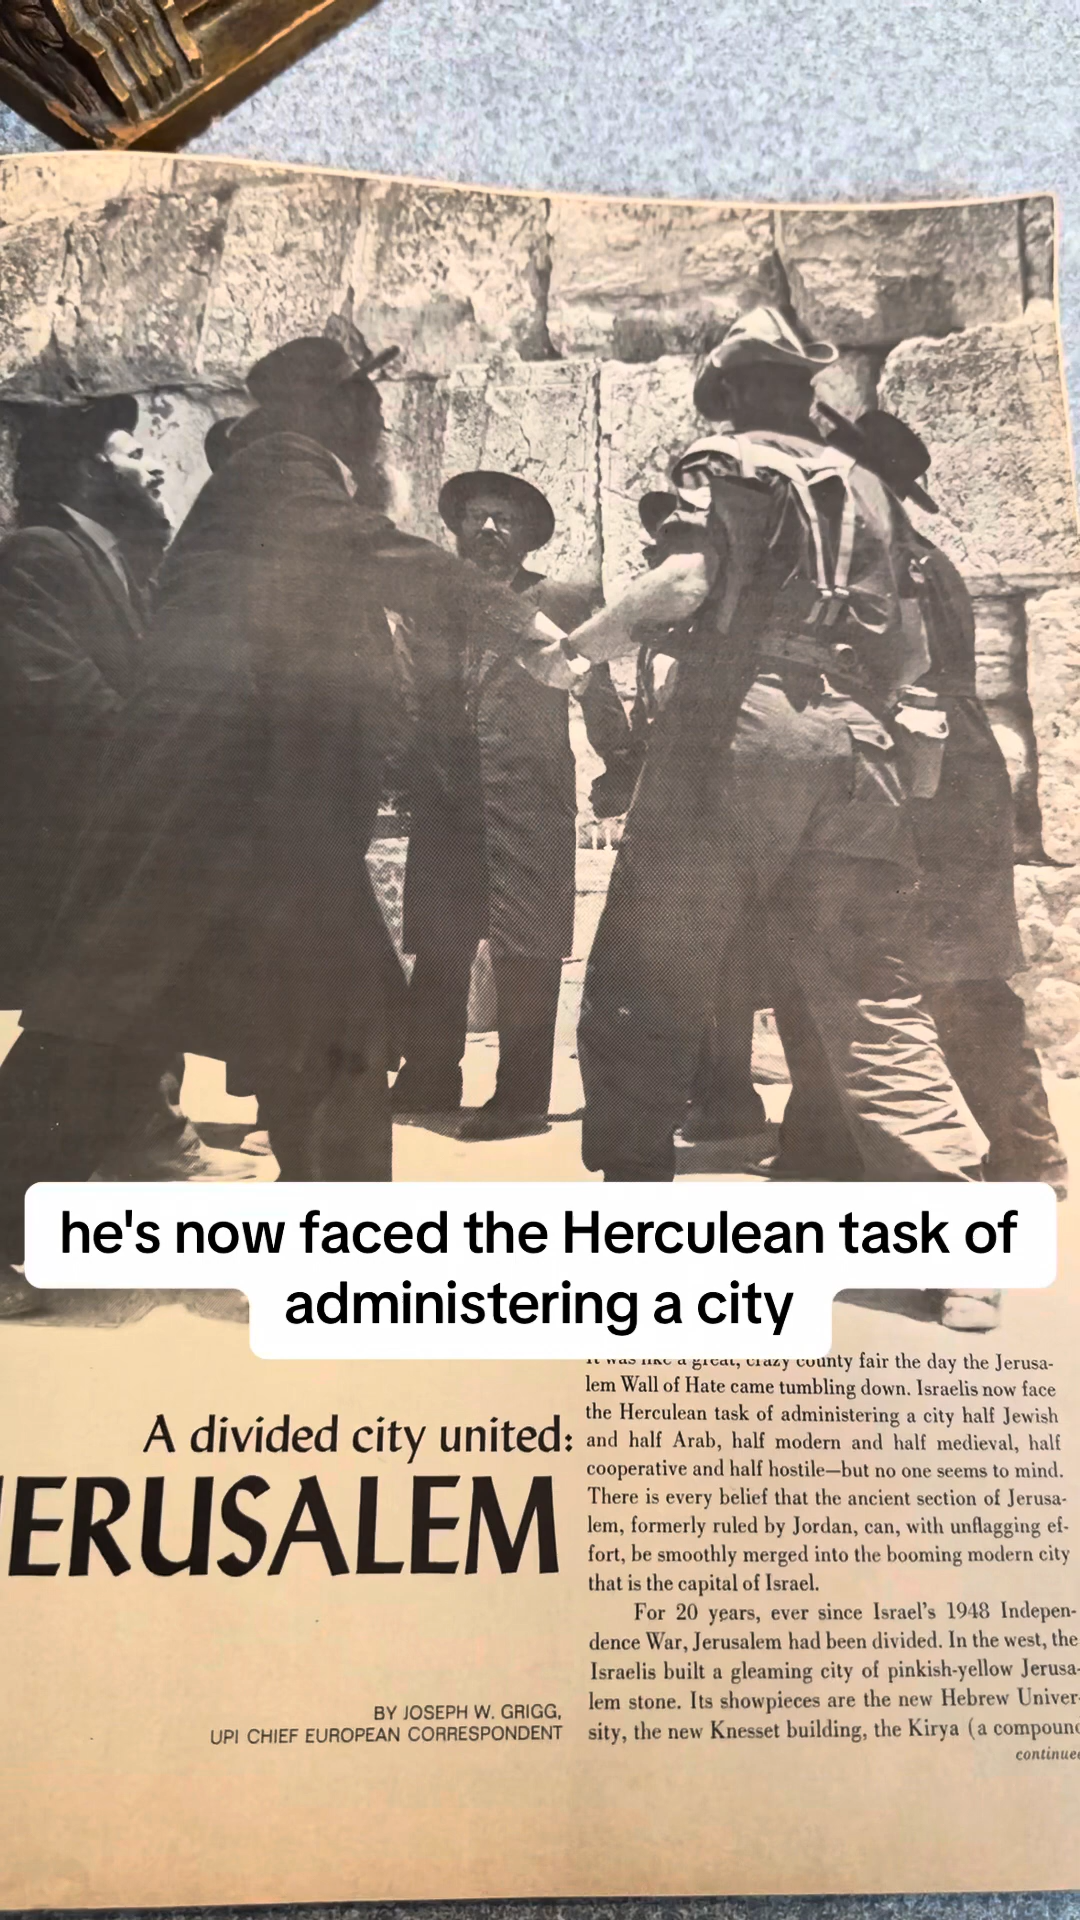 he's now faced the Herculean task of
administering a city
A divided city united:
JERUSALEM
BY JOSEPH W. GRIGG,
UPI CHIEF EUROPEAN CORRESPONDENT
It was like a great, crazy county fair the day the Jerusa-
lem Wall of Hate came tumbling down. Israelis now face
the Herculean task of administering a city half Jewish
and half Arab, half modern and half medieval, half
cooperative and half hostile—but no one seems to mind.
There is every belief that the ancient section of Jerusa-
lem, formerly ruled by Jordan, can, with unflagging ef-
fort, be smoothly merged into the booming modern city
that is the capital of Israel.
For 20 years, ever since Israel's 1948 Indepen-
dence War, Jerusalem had been divided. In the west, the
Israelis built a gleaming city of pinkish-yellow Jerusa-
lem stone. Its showpieces are the new Hebrew Univer-
sity, the new Knesset building, the Kirya (a compound
continued